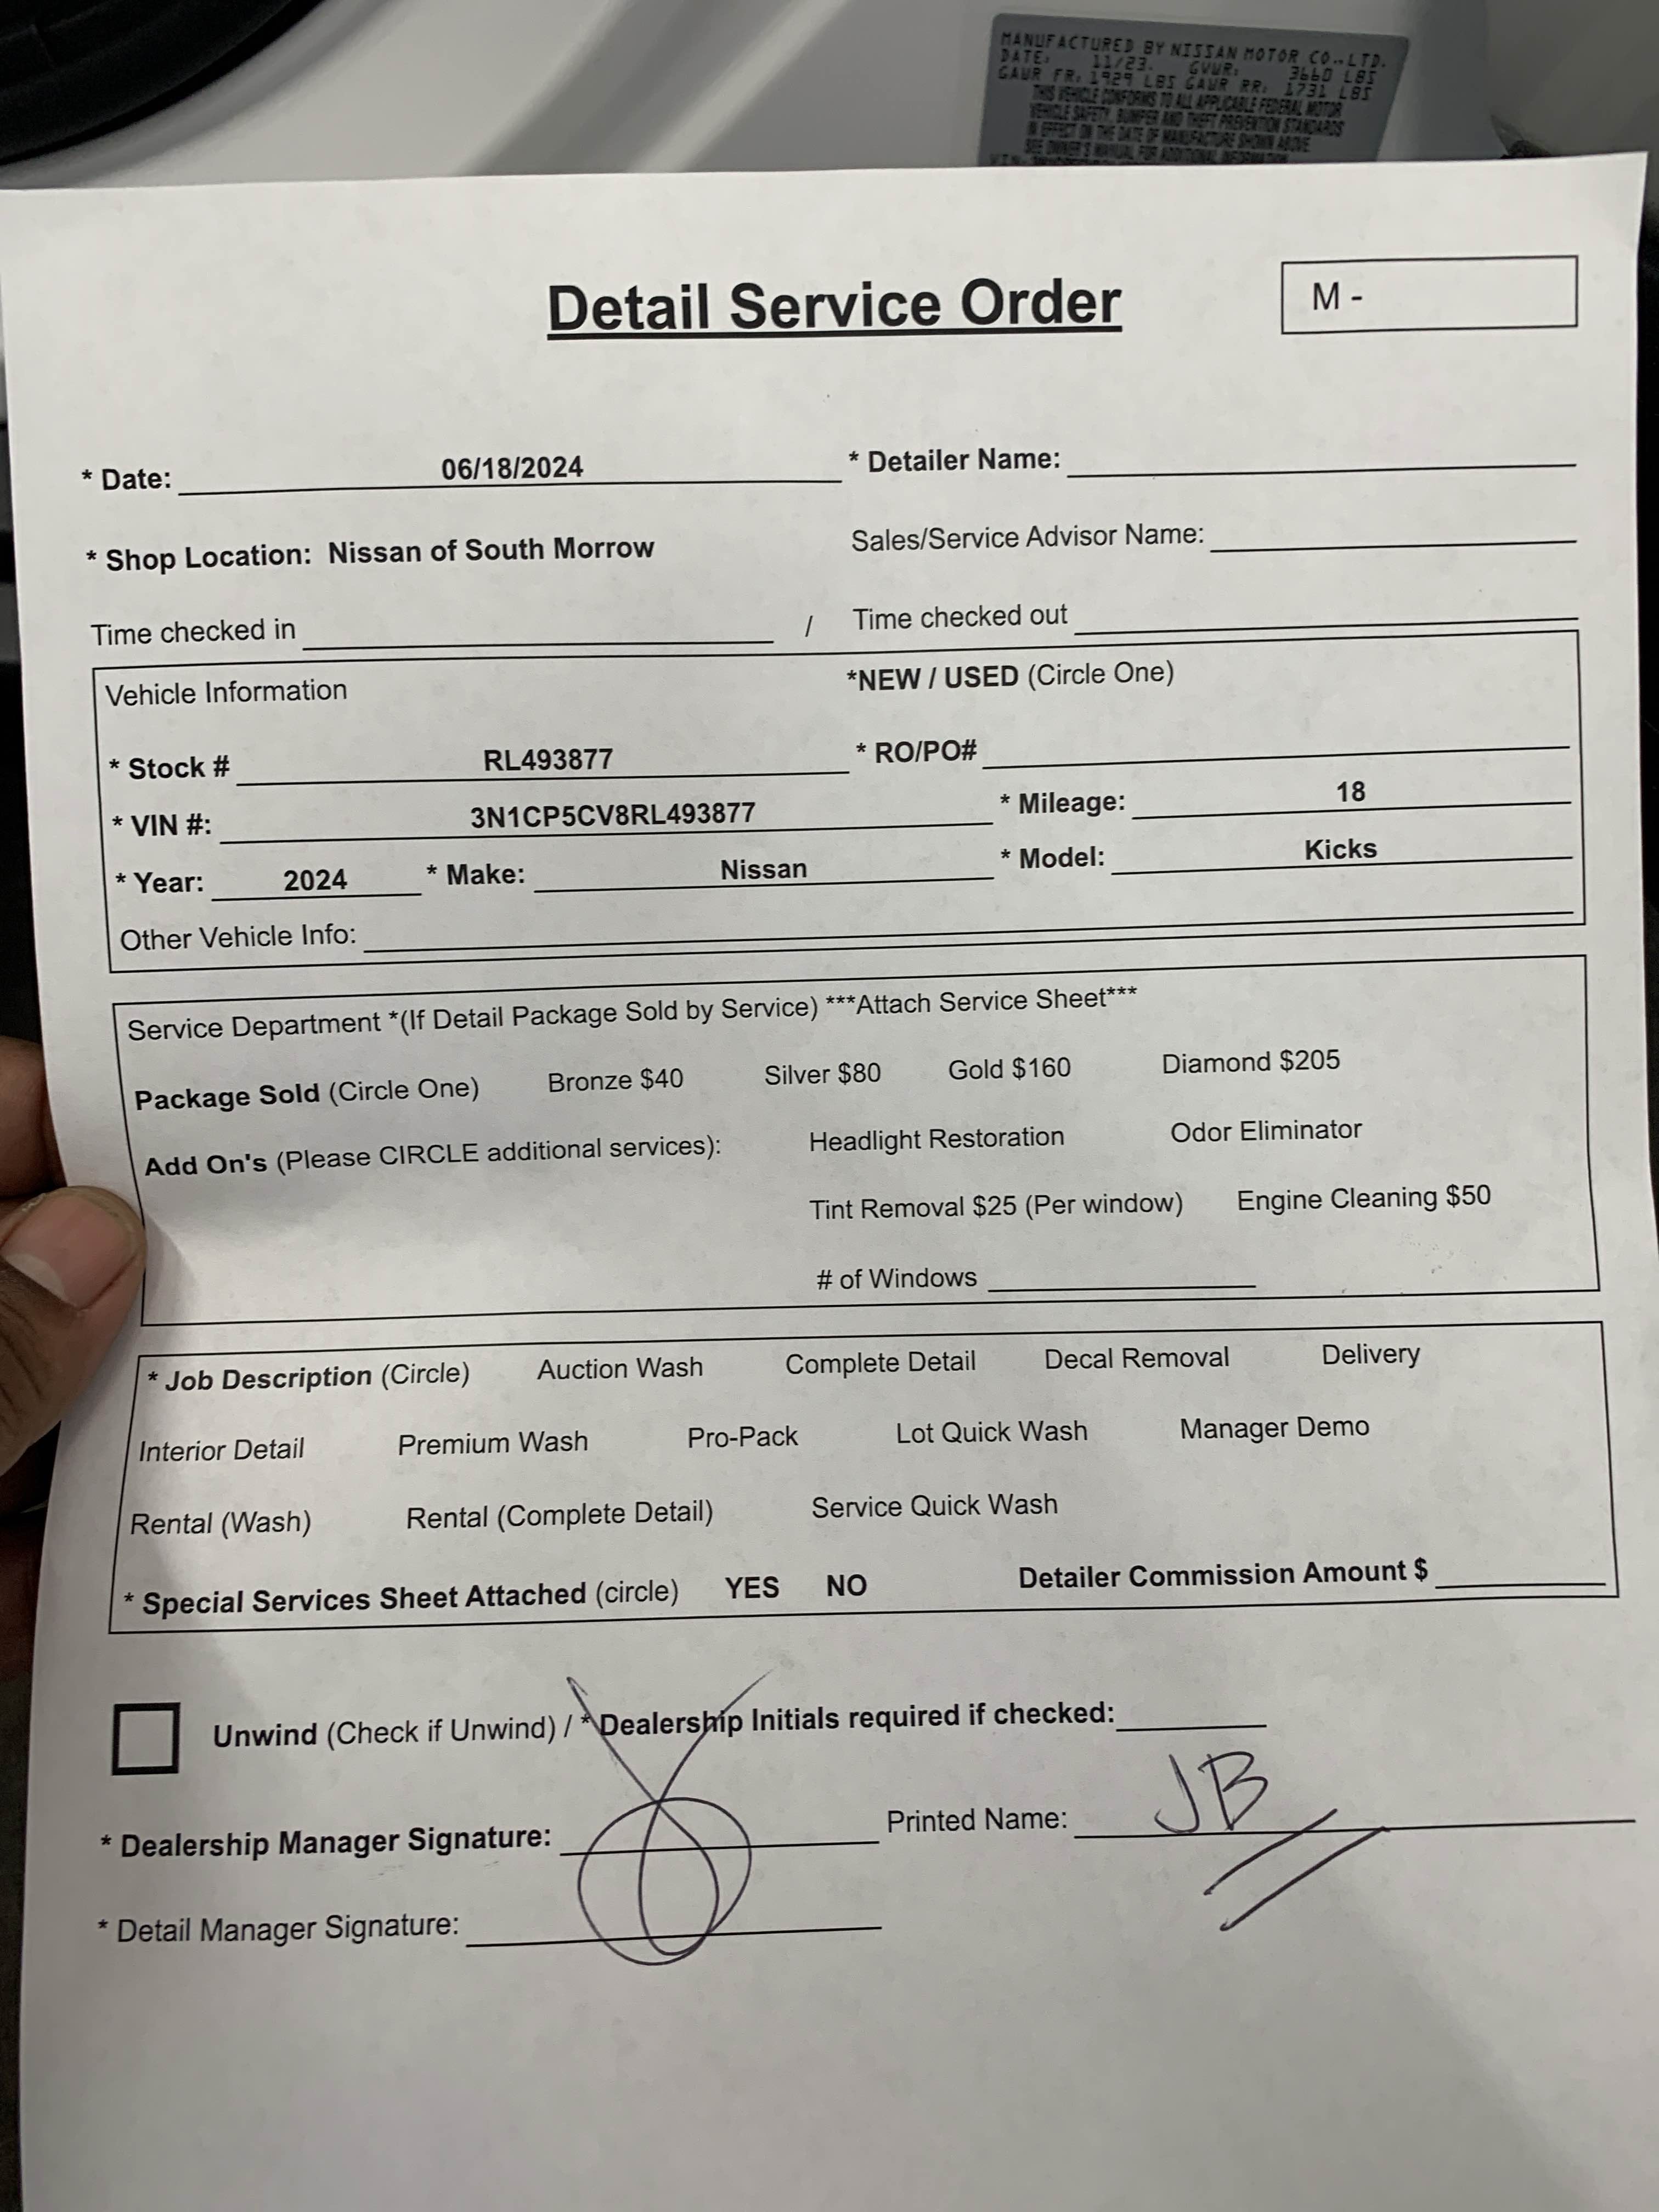 MANUFACTURED BY NISSAN MOTOR CO.,LTD.
DATE: 11/23. GVWR: 3660 LBS
GAWR FR: 1929 LBS GAWR RR: 1731 LBS
THIS VEHICLE CONFORMS TO ALL APPLICABLE FEDERAL MOTOR
VEHICLE SAFETY, BUMPER AND THEFT PREVENTION STANDARDS
IN EFFECT ON THE DATE OF MANUFACTURE SHOWN ABOVE.
SEE OWNER'S MANUAL FOR ADDITIONAL INFORMATION.
Detail Service Order
M -
* Date: 06/18/2024 * Detailer Name:
* Shop Location: Nissan of South Morrow Sales/Service Advisor Name:
Time checked in / Time checked out
Vehicle Information *NEW / USED (Circle One)
* Stock # RL493877 * RO/PO#
* VIN #: 3N1CP5CV8RL493877 * Mileage: 18
* Year: 2024 * Make: Nissan * Model: Kicks
Other Vehicle Info:
Service Department *(If Detail Package Sold by Service) ***Attach Service Sheet***
Package Sold (Circle One) Bronze $40 Silver $80 Gold $160 Diamond $205
Add On's (Please CIRCLE additional services): Headlight Restoration Odor Eliminator
Tint Removal $25 (Per window) Engine Cleaning $50
# of Windows
* Job Description (Circle) Auction Wash Complete Detail Decal Removal Delivery
Interior Detail Premium Wash Pro-Pack Lot Quick Wash Manager Demo
Rental (Wash) Rental (Complete Detail) Service Quick Wash
* Special Services Sheet Attached (circle) YES NO Detailer Commission Amount $
Unwind (Check if Unwind) / * Dealership Initials required if checked:
* Dealership Manager Signature: Printed Name: JB
* Detail Manager Signature: